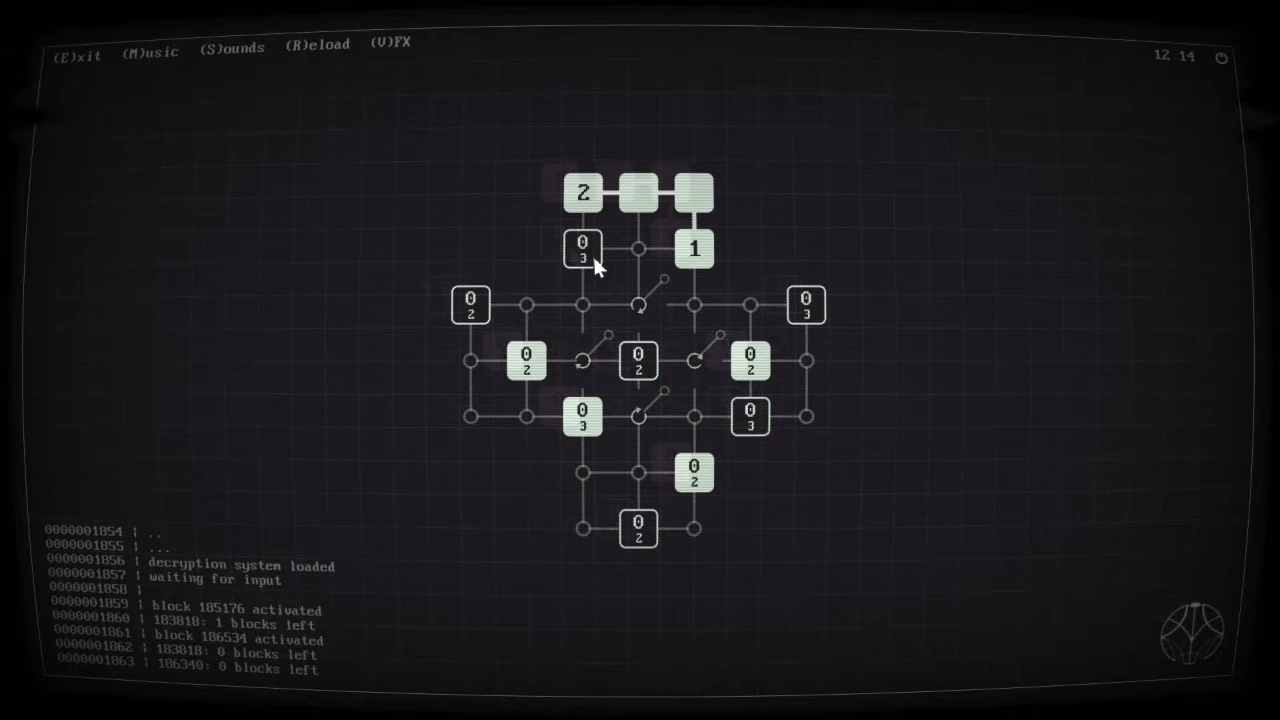 (E)xit (M)usic (S)ounds (R)eload (V)FX 12 14
2
0
3
1
0
2
0
3
0
2
0
2
0
2
0
3
0
3
0
2
0
2
0000001854 | ..
0000001855 | ...
0000001856 | decryption system loaded
0000001857 | waiting for input
0000001858 |
0000001859 | block 185176 activated
0000001860 | 183818: 1 blocks left
0000001861 | block 186534 activated
0000001862 | 183818: 0 blocks left
0000001863 | 186340: 0 blocks left